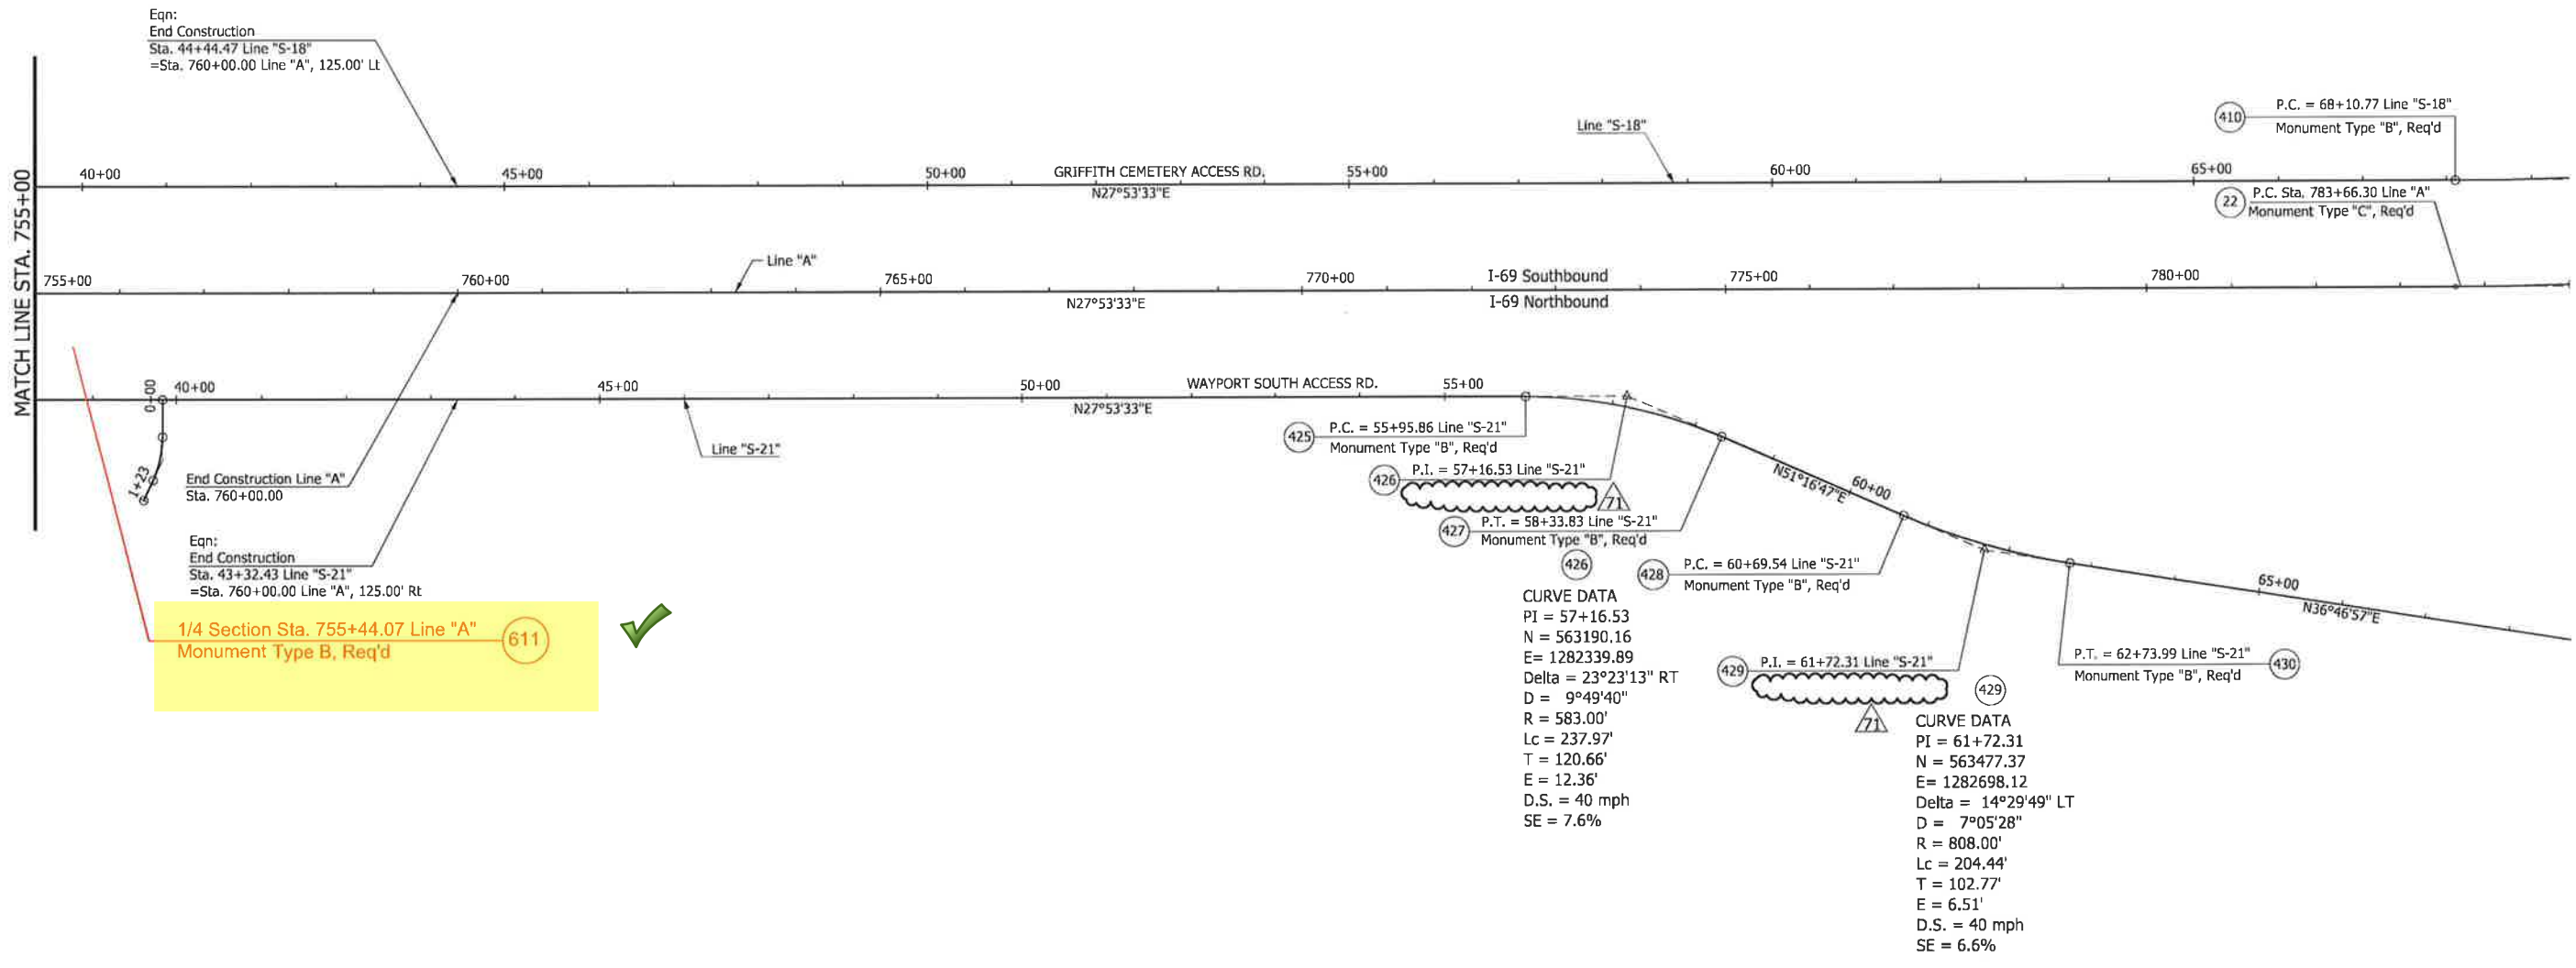 Eqn:
End Construction
Sta. 44+44.47 Line "S-18"
=Sta. 760+00.00 Line "A", 125.00' Lt
MATCH LINE STA. 755+00
Line "S-18"
410
P.C. = 68+10.77 Line "S-18"
Monument Type "B", Req'd
40+00
45+00
50+00
GRIFFITH CEMETERY ACCESS RD.
55+00
60+00
65+00
N27°53'33"E
22
P.C. Sta. 783+66.30 Line "A"
Monument Type "C", Req'd
Line "A"
755+00
760+00
765+00
770+00
I-69 Southbound
775+00
780+00
N27°53'33"E
I-69 Northbound
0+00
40+00
45+00
50+00
WAYPORT SOUTH ACCESS RD.
55+00
N27°53'33"E
1+23
Line "S-21"
End Construction Line "A"
Sta. 760+00.00
425
P.C. = 55+95.86 Line "S-21"
Monument Type "B", Req'd
426
P.I. = 57+16.53 Line "S-21"
71
427
P.T. = 58+33.83 Line "S-21"
Monument Type "B", Req'd
N51°16'47"E
60+00
Eqn:
End Construction
Sta. 43+32.43 Line "S-21"
=Sta. 760+00.00 Line "A", 125.00' Rt
1/4 Section Sta. 755+44.07 Line "A"
Monument Type B, Req'd
611
426
CURVE DATA
PI = 57+16.53
N = 563190.16
E= 1282339.89
Delta = 23°23'13" RT
D = 9°49'40"
R = 583.00'
Lc = 237.97'
T = 120.66'
E = 12.36'
D.S. = 40 mph
SE = 7.6%
428
P.C. = 60+69.54 Line "S-21"
Monument Type "B", Req'd
65+00
N36°46'57"E
429
P.I. = 61+72.31 Line "S-21"
71
P.T. = 62+73.99 Line "S-21"
Monument Type "B", Req'd
430
429
CURVE DATA
PI = 61+72.31
N = 563477.37
E= 1282698.12
Delta = 14°29'49" LT
D = 7°05'28"
R = 808.00'
Lc = 204.44'
T = 102.77'
E = 6.51'
D.S. = 40 mph
SE = 6.6%